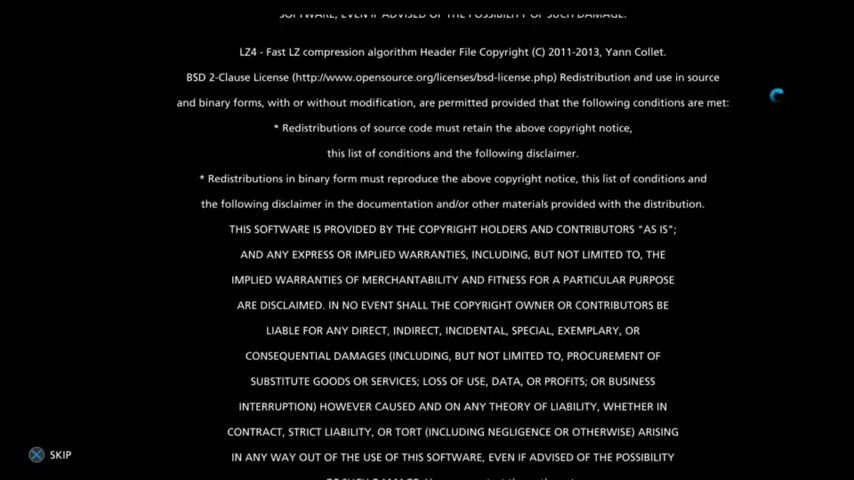 SOFTWARE, EVEN IF ADVISED OF THE POSSIBILITY OF SUCH DAMAGE.
LZ4 - Fast LZ compression algorithm Header File Copyright (C) 2011-2013, Yann Collet.
BSD 2-Clause License (http://www.opensource.org/licenses/bsd-license.php) Redistribution and use in source
and binary forms, with or without modification, are permitted provided that the following conditions are met:
* Redistributions of source code must retain the above copyright notice,
this list of conditions and the following disclaimer.
* Redistributions in binary form must reproduce the above copyright notice, this list of conditions and
the following disclaimer in the documentation and/or other materials provided with the distribution.
THIS SOFTWARE IS PROVIDED BY THE COPYRIGHT HOLDERS AND CONTRIBUTORS "AS IS";
AND ANY EXPRESS OR IMPLIED WARRANTIES, INCLUDING, BUT NOT LIMITED TO, THE
IMPLIED WARRANTIES OF MERCHANTABILITY AND FITNESS FOR A PARTICULAR PURPOSE
ARE DISCLAIMED. IN NO EVENT SHALL THE COPYRIGHT OWNER OR CONTRIBUTORS BE
LIABLE FOR ANY DIRECT, INDIRECT, INCIDENTAL, SPECIAL, EXEMPLARY, OR
CONSEQUENTIAL DAMAGES (INCLUDING, BUT NOT LIMITED TO, PROCUREMENT OF
SUBSTITUTE GOODS OR SERVICES; LOSS OF USE, DATA, OR PROFITS; OR BUSINESS
INTERRUPTION) HOWEVER CAUSED AND ON ANY THEORY OF LIABILITY, WHETHER IN
CONTRACT, STRICT LIABILITY, OR TORT (INCLUDING NEGLIGENCE OR OTHERWISE) ARISING
IN ANY WAY OUT OF THE USE OF THIS SOFTWARE, EVEN IF ADVISED OF THE POSSIBILITY
SKIP